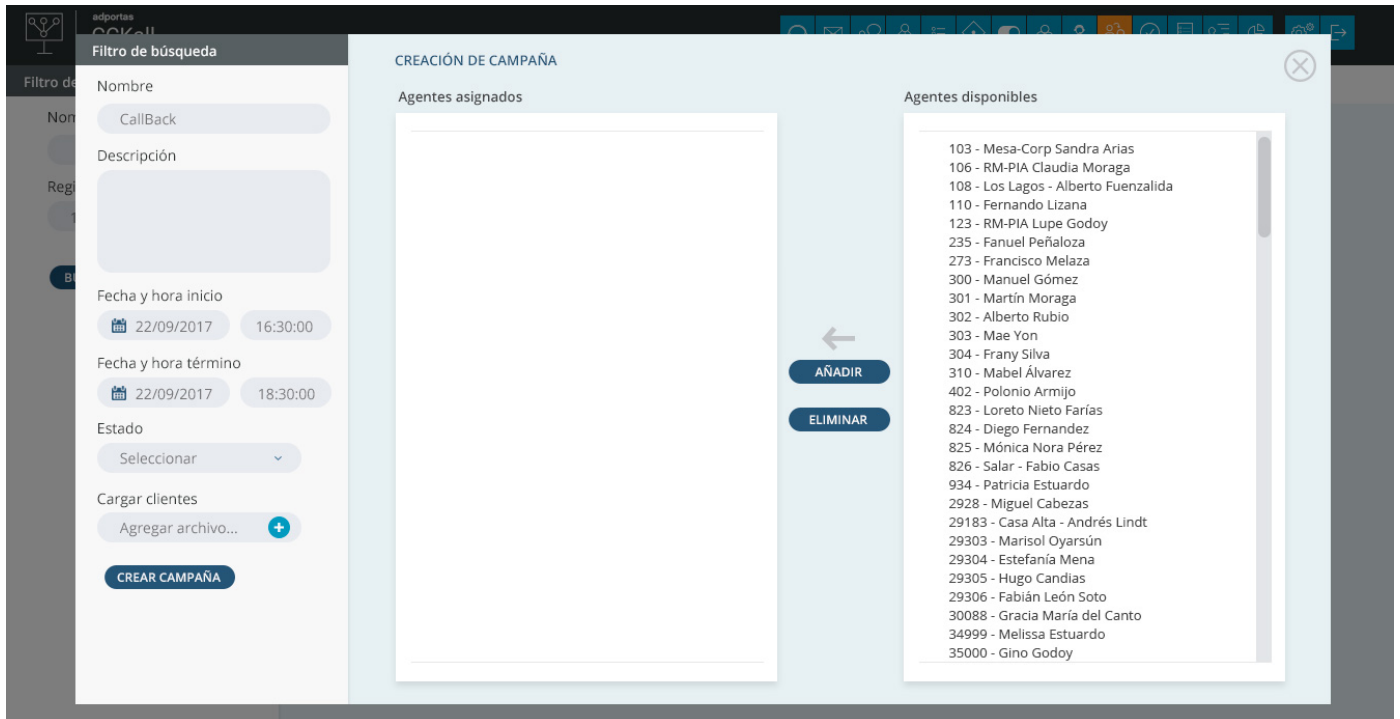 adportas
CCKall
Filtro de
Filtro de búsqueda
Nombre
CallBack
Descripción
Fecha y hora inicio
22/09/2017 16:30:00
Fecha y hora término
22/09/2017 18:30:00
Estado
Seleccionar
Cargar clientes
Agregar archivo...
CREAR CAMPAÑA
CREACIÓN DE CAMPAÑA
Agentes asignados
AÑADIR
ELIMINAR
Agentes disponibles
103 - Mesa-Corp Sandra Arias
106 - RM-PIA Claudia Moraga
108 - Los Lagos - Alberto Fuenzalida
110 - Fernando Lizana
123 - RM-PIA Lupe Godoy
235 - Fanuel Peñaloza
273 - Francisco Melaza
300 - Manuel Gómez
301 - Martín Moraga
302 - Alberto Rubio
303 - Mae Yon
304 - Frany Silva
310 - Mabel Álvarez
402 - Polonio Armijo
823 - Loreto Nieto Farías
824 - Diego Fernandez
825 - Mónica Nora Pérez
826 - Salar - Fabio Casas
934 - Patricia Estuardo
2928 - Miguel Cabezas
29183 - Casa Alta - Andrés Lindt
29303 - Marisol Oyarsún
29304 - Estefanía Mena
29305 - Hugo Candias
29306 - Fabián León Soto
30088 - Gracia María del Canto
34999 - Melissa Estuardo
35000 - Gino Godoy